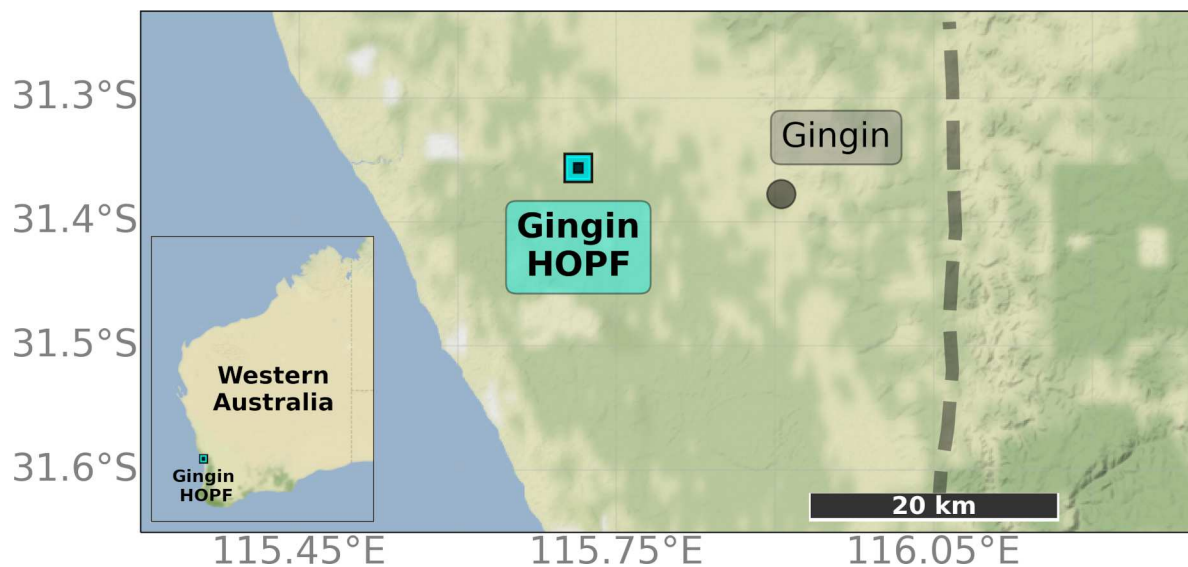 31.3°S
31.4°S
31.5°S
31.6°S
Gingin
Gingin
HOPF
Western
Australia
Gingin
HOPF
20 km
115.45°E
115.75°E
116.05°E